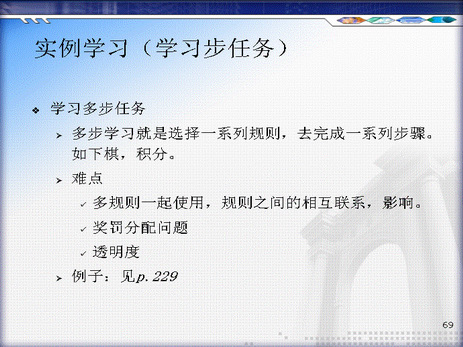 实例学习（学习步任务）
学习多步任务
多步学习就是选择一系列规则，去完成一系列步骤。
如下棋，积分。
难点
多规则一起使用，规则之间的相互联系，影响。
奖罚分配问题
透明度
例子：见p.229
69